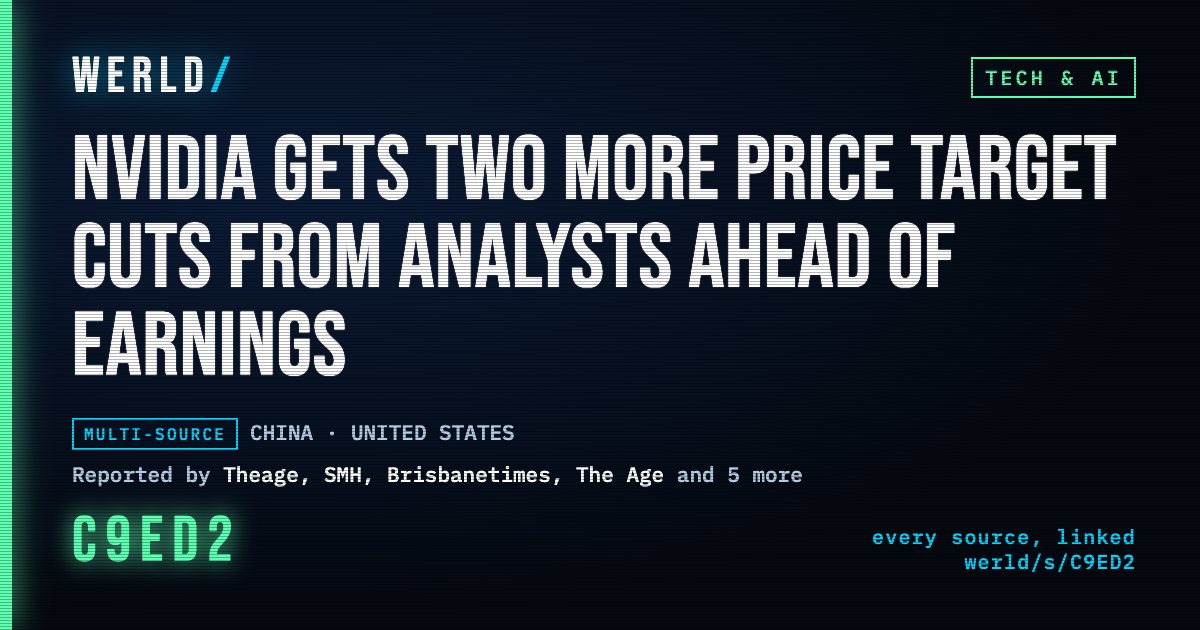 WERLD/
TECH & AI
NVIDIA GETS TWO MORE PRICE TARGET
CUTS FROM ANALYSTS AHEAD OF
EARNINGS
MULTI-SOURCE CHINA · UNITED STATES
Reported by Theage, SMH, Brisbanetimes, The Age and 5 more
C9ED2
every source, linked
werld/s/C9ED2